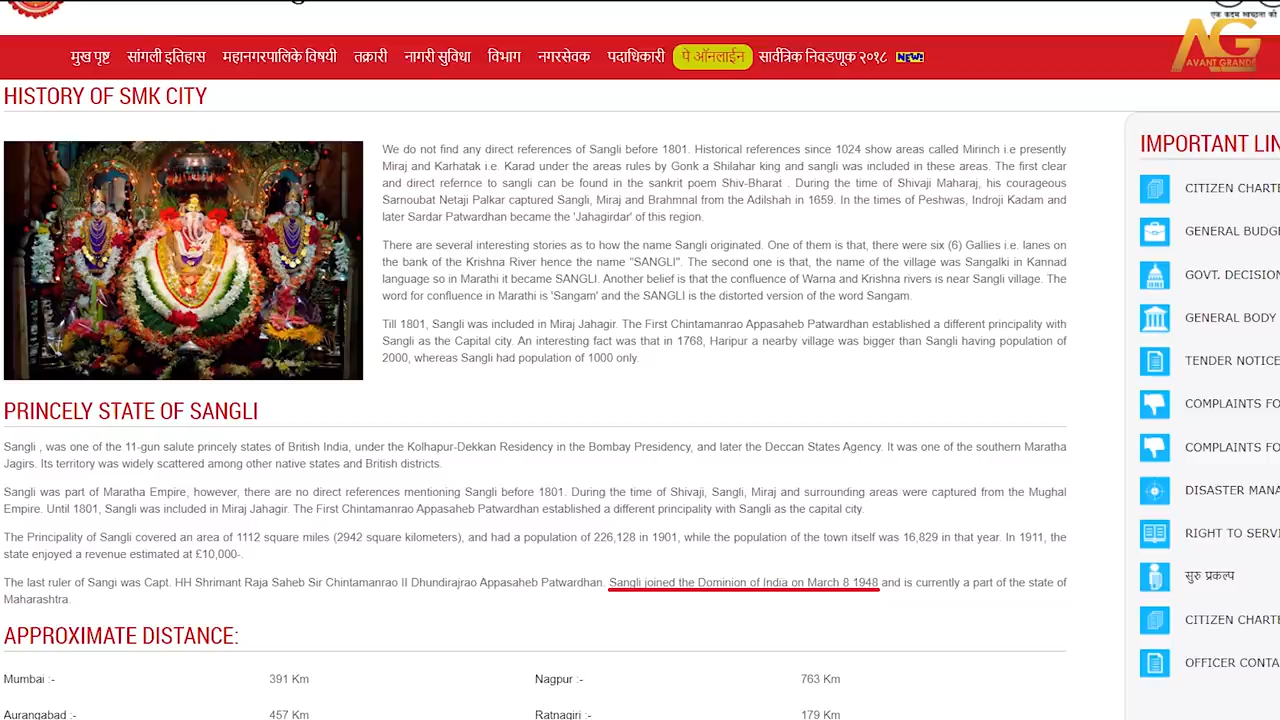 एक कदम स्वच्छता की
मुख पृष्ट सांगली इतिहास महानगरपालिके विषयी तक्रारी नागरी सुविधा विभाग नगरसेवक पदाधिकारी पे ऑनलाईन सार्वत्रिक निवडणूक २०१८ NEW!
AG
AVANT GRANDE
HISTORY OF SMK CITY
We do not find any direct references of Sangli before 1801. Historical references since 1024 show areas called Mirinch i.e presently
Miraj and Karhatak i.e. Karad under the areas rules by Gonk a Shilahar king and sangli was included in these areas. The first clear
and direct refernce to sangli can be found in the sankrit poem Shiv-Bharat . During the time of Shivaji Maharaj, his courageous
Sarnoubat Netaji Palkar captured Sangli, Miraj and Brahmnal from the Adilshah in 1659. In the times of Peshwas, Indroji Kadam and
later Sardar Patwardhan became the 'Jahagirdar' of this region.
There are several interesting stories as to how the name Sangli originated. One of them is that, there were six (6) Gallies i.e. lanes on
the bank of the Krishna River hence the name "SANGLI". The second one is that, the name of the village was Sangalki in Kannad
language so in Marathi it became SANGLI. Another belief is that the confluence of Warna and Krishna rivers is near Sangli village. The
word for confluence in Marathi is 'Sangam' and the SANGLI is the distorted version of the word Sangam.
Till 1801, Sangli was included in Miraj Jahagir. The First Chintamanrao Appasaheb Patwardhan established a different principality with
Sangli as the Capital city. An interesting fact was that in 1768, Haripur a nearby village was bigger than Sangli having population of
2000, whereas Sangli had population of 1000 only.
PRINCELY STATE OF SANGLI
Sangli , was one of the 11-gun salute princely states of British India, under the Kolhapur-Dekkan Residency in the Bombay Presidency, and later the Deccan States Agency. It was one of the southern Maratha
Jagirs. Its territory was widely scattered among other native states and British districts.
Sangli was part of Maratha Empire, however, there are no direct references mentioning Sangli before 1801. During the time of Shivaji, Sangli, Miraj and surrounding areas were captured from the Mughal
Empire. Until 1801, Sangli was included in Miraj Jahagir. The First Chintamanrao Appasaheb Patwardhan established a different principality with Sangli as the capital city.
The Principality of Sangli covered an area of 1112 square miles (2942 square kilometers), and had a population of 226,128 in 1901, while the population of the town itself was 16,829 in that year. In 1911, the
state enjoyed a revenue estimated at £10,000-.
The last ruler of Sangi was Capt. HH Shrimant Raja Saheb Sir Chintamanrao II Dhundirajrao Appasaheb Patwardhan. Sangli joined the Dominion of India on March 8 1948 and is currently a part of the state of
Maharashtra.
APPROXIMATE DISTANCE:
Mumbai :- 391 Km Nagpur :- 763 Km
Aurangabad :- 457 Km Ratnagiri :- 179 Km
IMPORTANT LIN
CITIZEN CHARTE
GENERAL BUDGE
GOVT. DECISION
GENERAL BODY
TENDER NOTICE
COMPLAINTS FO
COMPLAINTS FO
DISASTER MANA
RIGHT TO SERVI
सुरु प्रकल्प
CITIZEN CHARTE
OFFICER CONTA